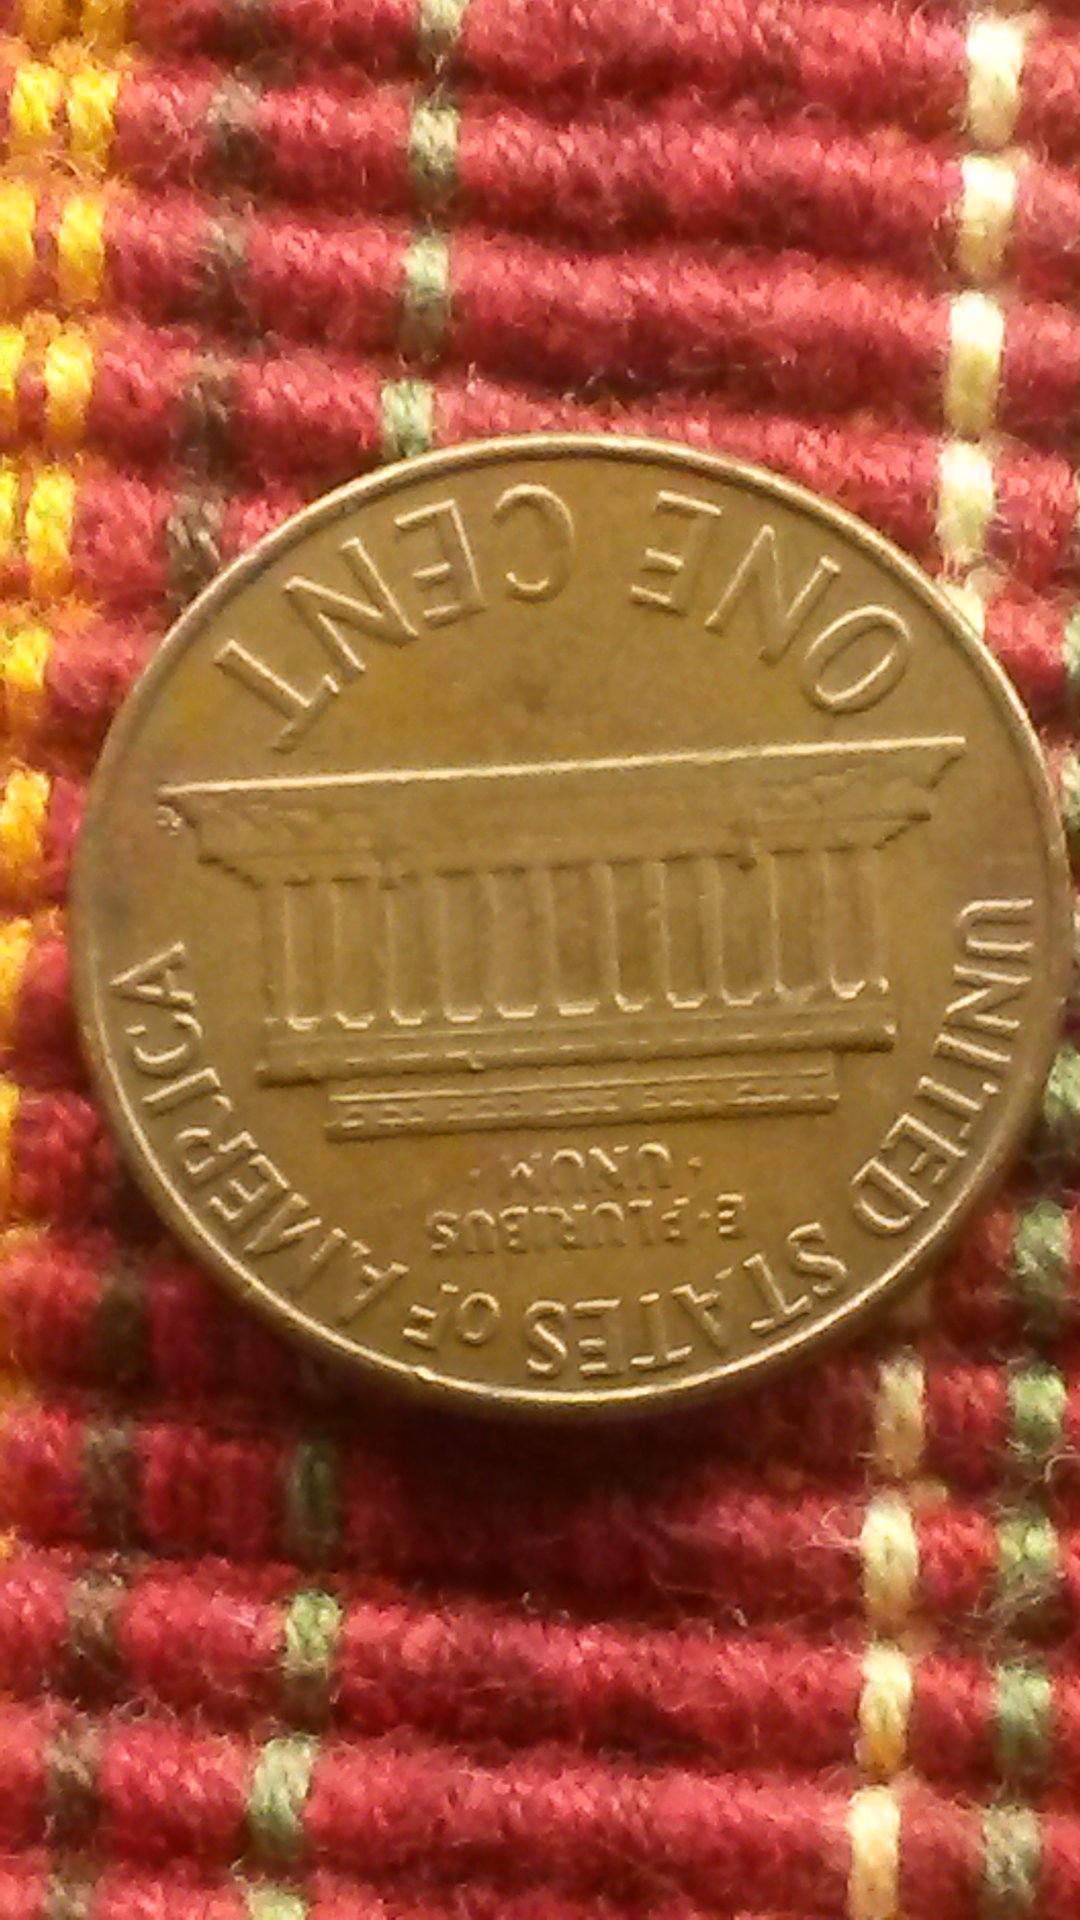 UNITED STATES OF AMERICA
E·PLURIBUS
·UNUM·
ONE CENT